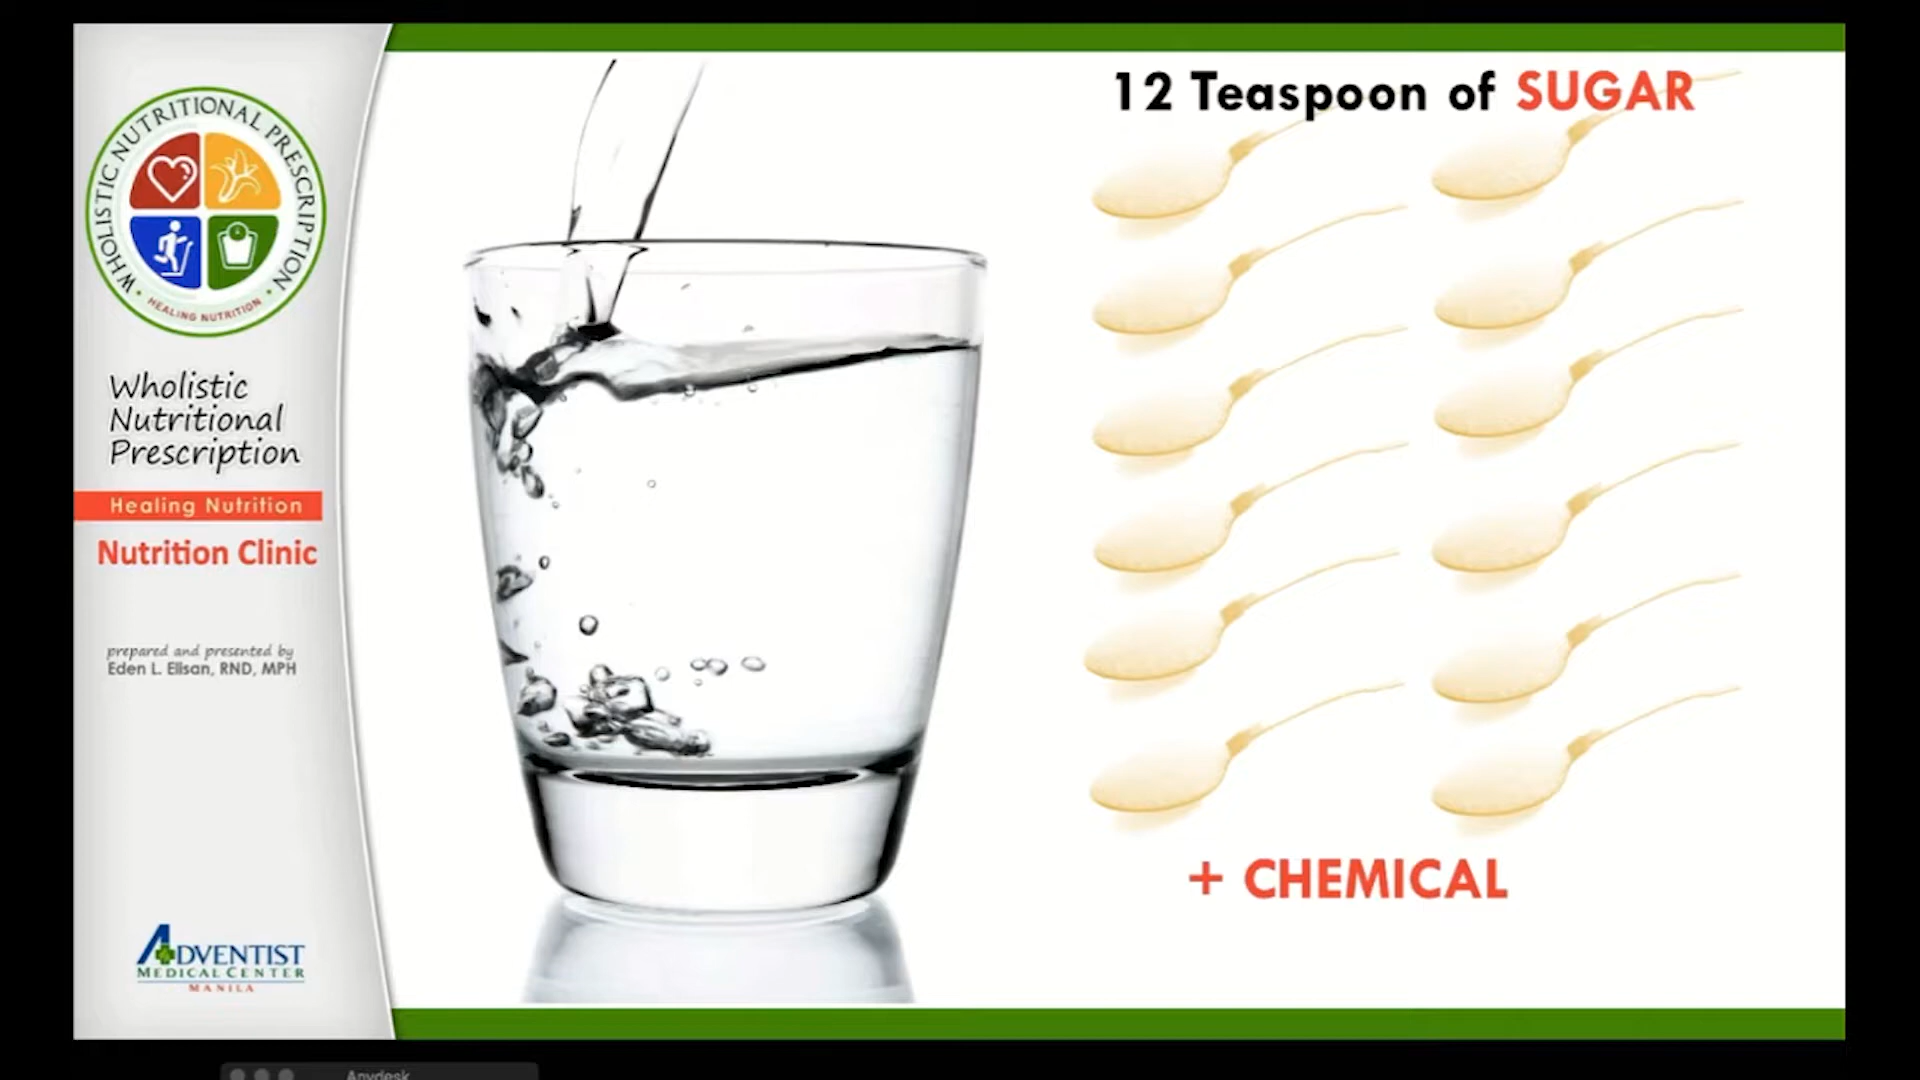 WHOLISTIC NUTRITIONAL PRESCRIPTION
• HEALING NUTRITION •
Wholistic
Nutritional
Prescription
Healing Nutrition
Nutrition Clinic
prepared and presented by
Eden L. Elisan, RND, MPH
ADVENTIST
MEDICAL CENTER
MANILA
12 Teaspoon of SUGAR
+ CHEMICAL
Anydesk